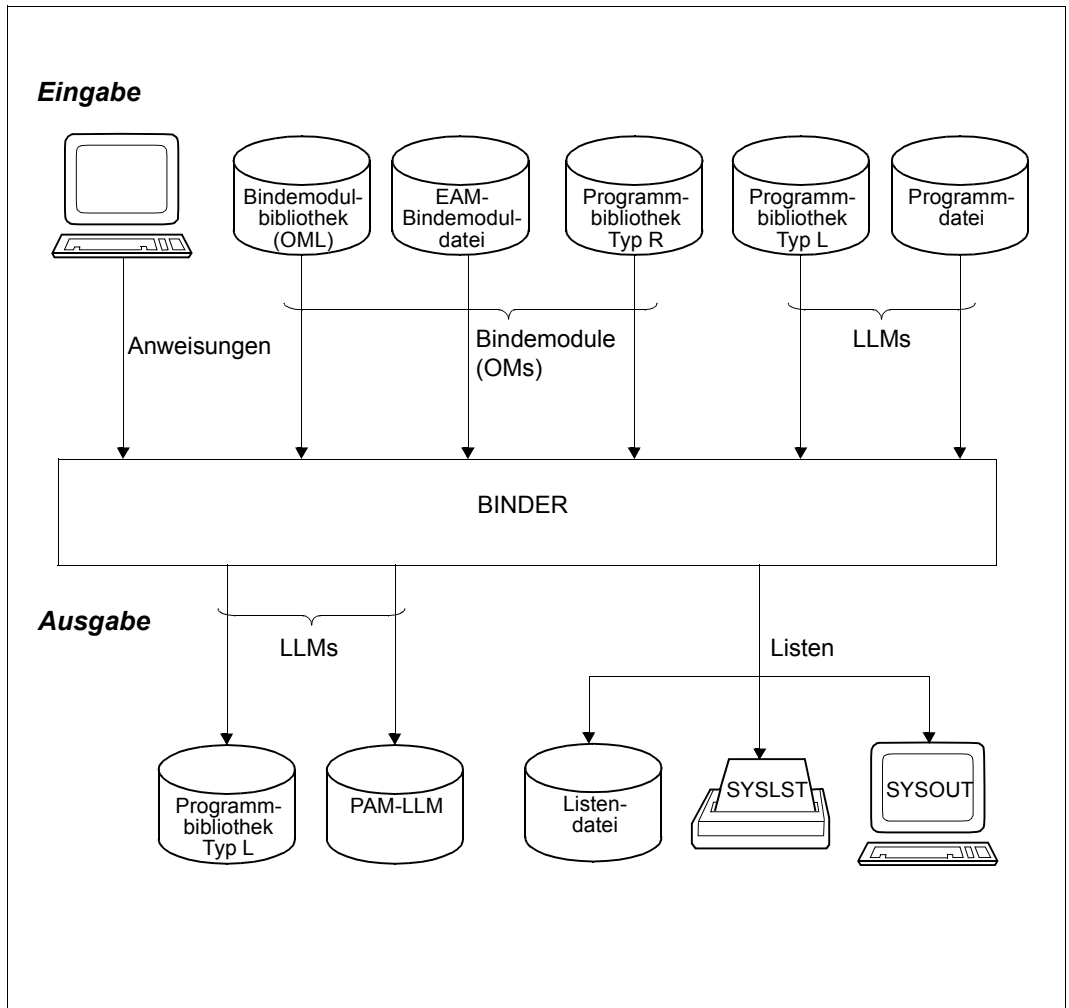 Eingabe
Bindemodul-
bibliothek
(OML)
EAM-
Bindemodul-
datei
Programm-
bibliothek
Typ R
Programm-
bibliothek
Typ L
Programm-
datei
Anweisungen
Bindemodule
(OMs)
LLMs
BINDER
Ausgabe
LLMs
Listen
Programm-
bibliothek
Typ L
PAM-LLM
Listen-
datei
SYSLST
SYSOUT